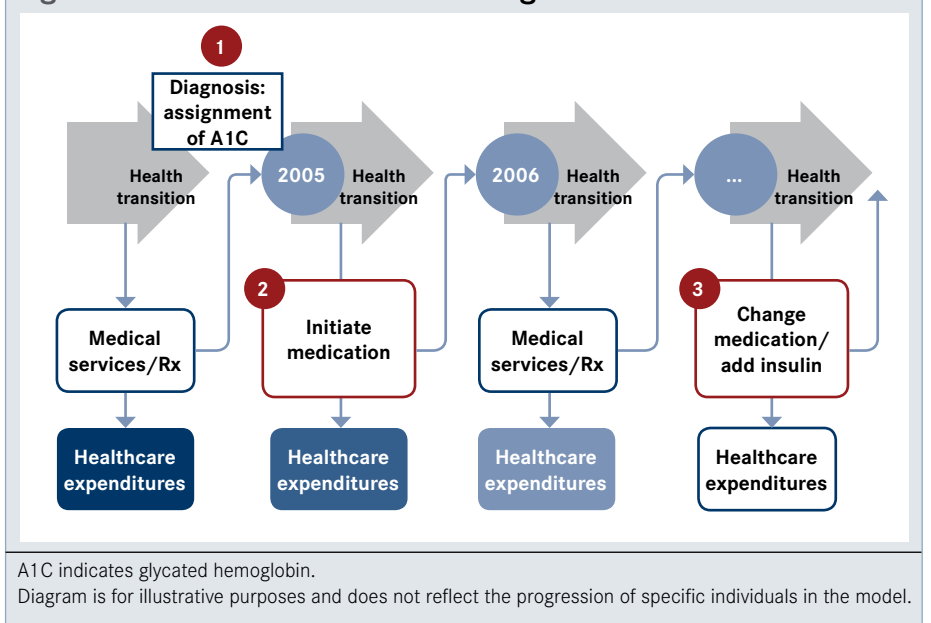 1
Diagnosis:
assignment
of A1C
Health
transition
2005
Health
transition
2006
Health
transition
...
Health
transition
Medical
services/Rx
2
Initiate
medication
Medical
services/Rx
3
Change
medication/
add insulin
Healthcare
expenditures
Healthcare
expenditures
Healthcare
expenditures
Healthcare
expenditures
A1C indicates glycated hemoglobin.
Diagram is for illustrative purposes and does not reflect the progression of specific individuals in the model.